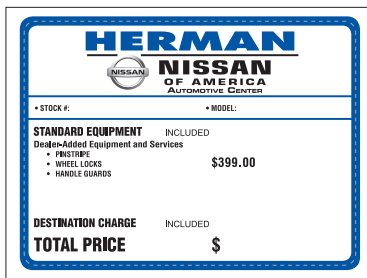 HERMAN
NISSAN
NISSAN
OF AMERICA
AUTOMOTIVE CENTER
• STOCK #: • MODEL:
STANDARD EQUIPMENT INCLUDED
Dealer-Added Equipment and Services
• PINSTRIPE
• WHEEL LOCKS $399.00
• HANDLE GUARDS
DESTINATION CHARGE INCLUDED
TOTAL PRICE $